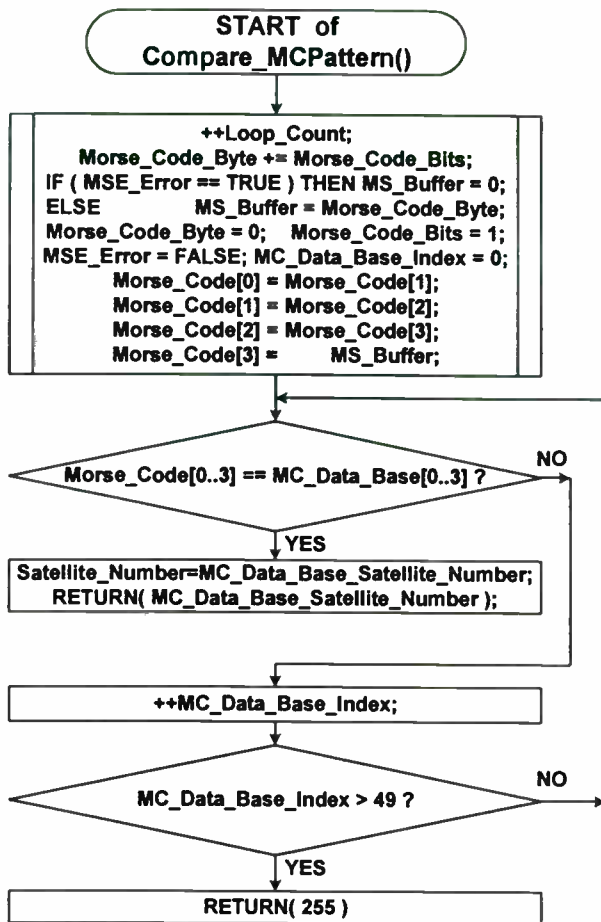 START of
Compare_MCPattern()
++Loop_Count;
Morse_Code_Byte += Morse_Code_Bits;
IF ( MSE_Error == TRUE ) THEN MS_Buffer = 0;
ELSE MS_Buffer = Morse_Code_Byte;
Morse_Code_Byte = 0; Morse_Code_Bits = 1;
MSE_Error = FALSE; MC_Data_Base_Index = 0;
Morse_Code[0] = Morse_Code[1];
Morse_Code[1] = Morse_Code[2];
Morse_Code[2] = Morse_Code[3];
Morse_Code[3] = MS_Buffer;
Morse_Code[0..3] == MC_Data_Base[0..3] ?
NO
YES
Satellite_Number=MC_Data_Base_Satellite_Number;
RETURN( MC_Data_Base_Satellite_Number );
++MC_Data_Base_Index;
MC_Data_Base_Index > 49 ?
NO
YES
RETURN( 255 )